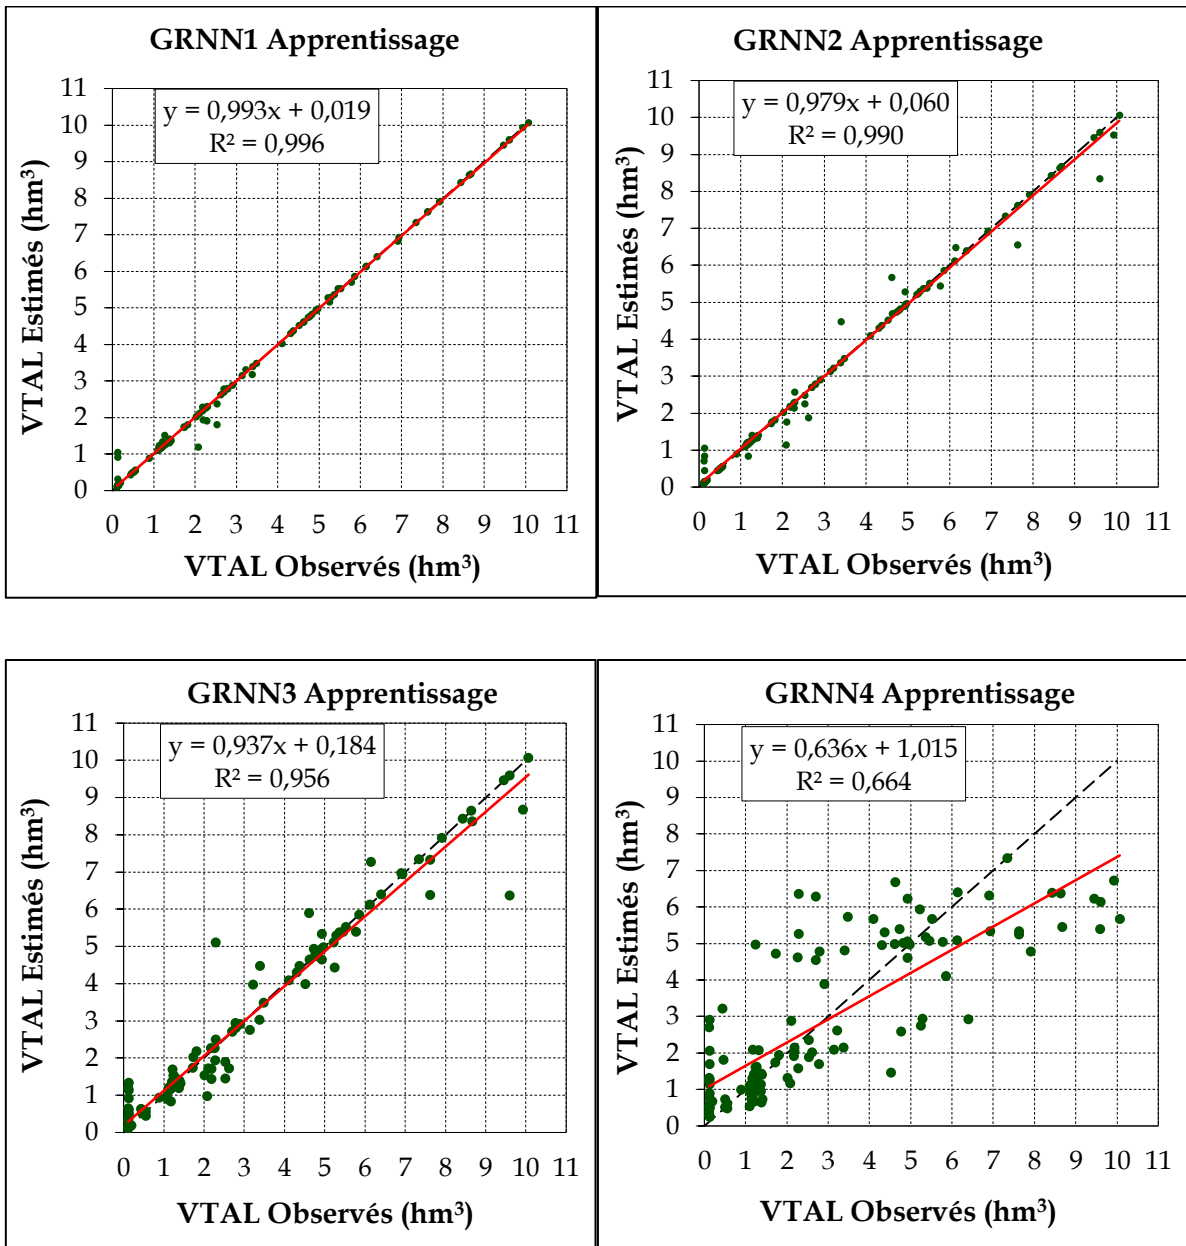 GRNN1 Apprentissage
y = 0,993x + 0,019
R² = 0,996
11
10
9
8
7
6
5
4
3
2
1
0
VTAL Estimés (hm³)
0 1 2 3 4 5 6 7 8 9 10 11
VTAL Observés (hm³)
GRNN2 Apprentissage
y = 0,979x + 0,060
R² = 0,990
11
10
9
8
7
6
5
4
3
2
1
0
VTAL Estimés (hm³)
0 1 2 3 4 5 6 7 8 9 10 11
VTAL Observés (hm³)
GRNN3 Apprentissage
y = 0,937x + 0,184
R² = 0,956
11
10
9
8
7
6
5
4
3
2
1
0
VTAL Estimés (hm³)
0 1 2 3 4 5 6 7 8 9 10 11
VTAL Observés (hm³)
GRNN4 Apprentissage
y = 0,636x + 1,015
R² = 0,664
11
10
9
8
7
6
5
4
3
2
1
0
VTAL Estimés (hm³)
0 1 2 3 4 5 6 7 8 9 10 11
VTAL Observés (hm³)